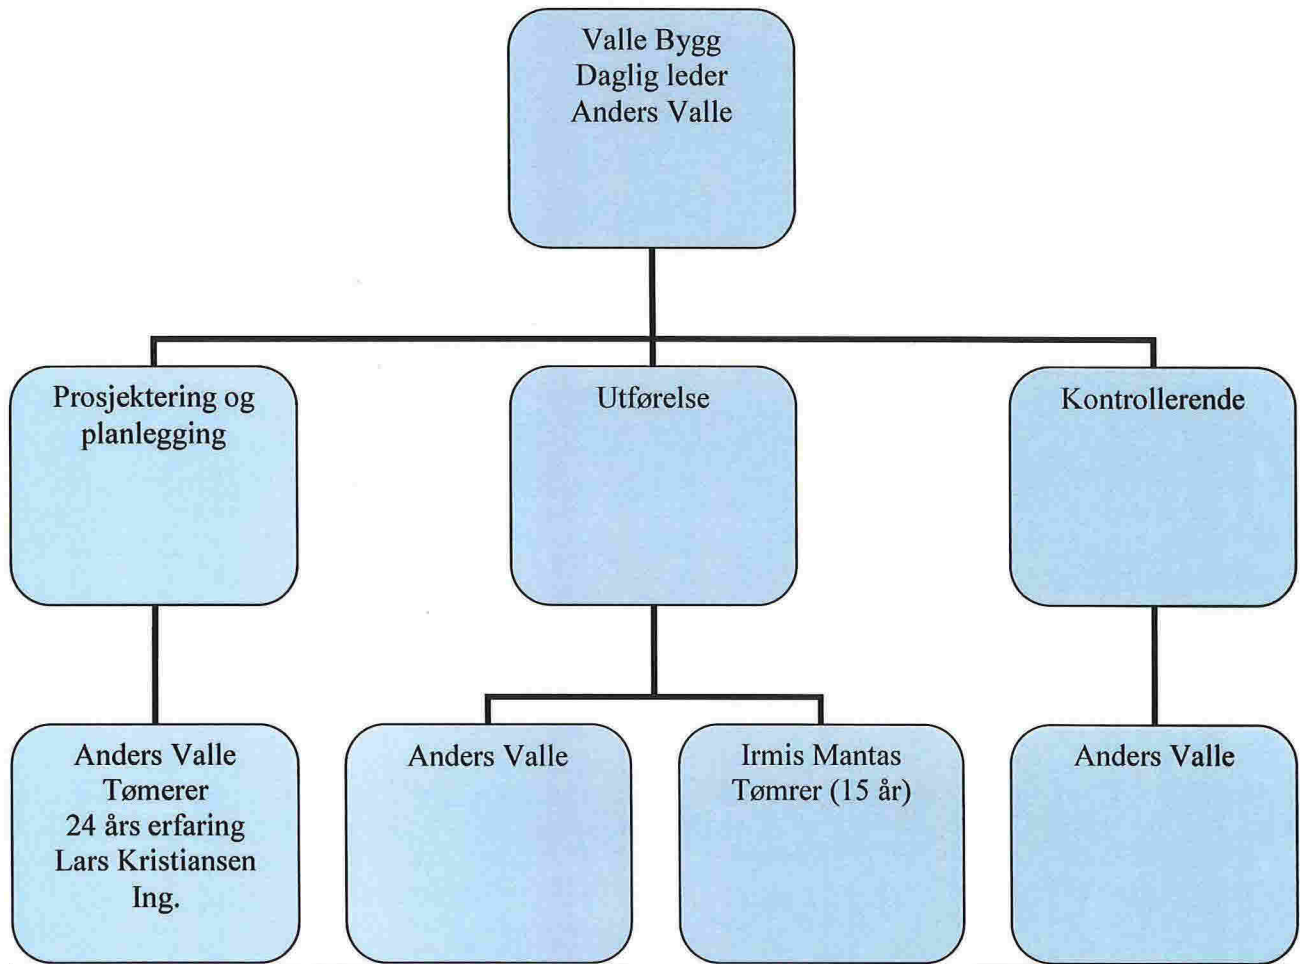 Valle Bygg
Daglig leder
Anders Valle
Prosjektering og
planlegging
Utførelse
Kontrollerende
Anders Valle
Tømerer
24 års erfaring
Lars Kristiansen
Ing.
Anders Valle
Irmis Mantas
Tømrer (15 år)
Anders Valle